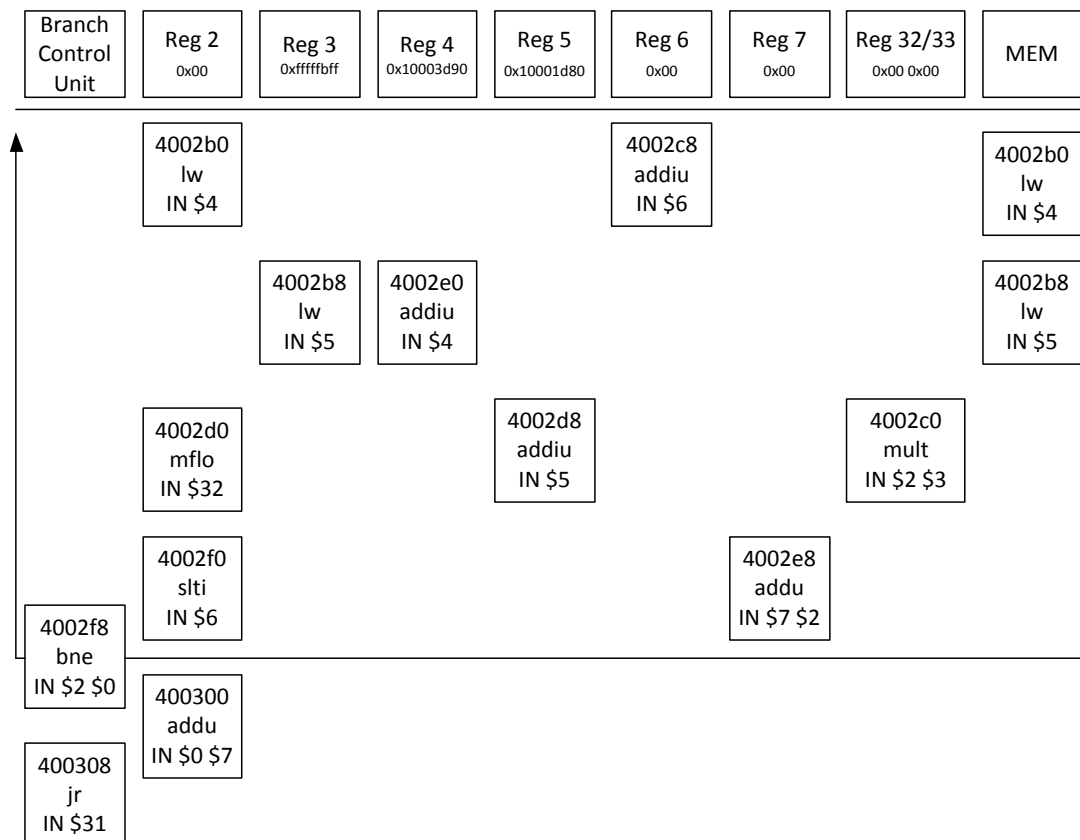 Branch
Control
Unit
Reg 2
0x00
Reg 3
0xfffffbff
Reg 4
0x10003d90
Reg 5
0x10001d80
Reg 6
0x00
Reg 7
0x00
Reg 32/33
0x00 0x00
MEM
4002b0
lw
IN $4
4002c8
addiu
IN $6
4002b0
lw
IN $4
4002b8
lw
IN $5
4002e0
addiu
IN $4
4002b8
lw
IN $5
4002d0
mflo
IN $32
4002d8
addiu
IN $5
4002c0
mult
IN $2 $3
4002f0
slti
IN $6
4002e8
addu
IN $7 $2
4002f8
bne
IN $2 $0
400300
addu
IN $0 $7
400308
jr
IN $31